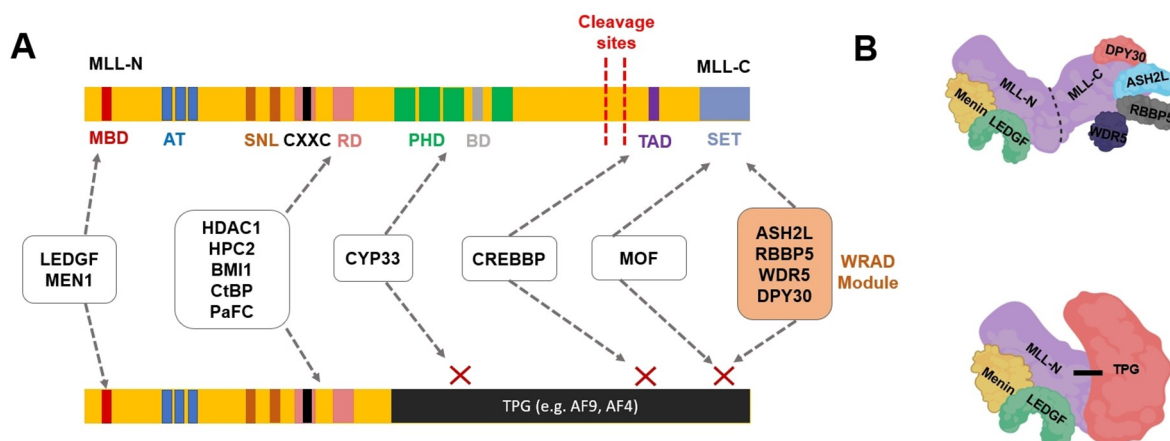 A
Cleavage
sites
MLL-N
MLL-C
MBD
AT
SNL
CXXC
RD
PHD
BD
TAD
SET
LEDGF
MEN1
HDAC1
HPC2
BMI1
CtBP
PaFC
CYP33
CREBBP
MOF
ASH2L
RBBP5
WDR5
DPY30
WRAD
Module
TPG (e.g. AF9, AF4)
B
DPY30
MLL-N
MLL-C
ASH2L
Menin
RBBP5
LEDGF
WDR5
MLL-N
TPG
Menin
LEDGF